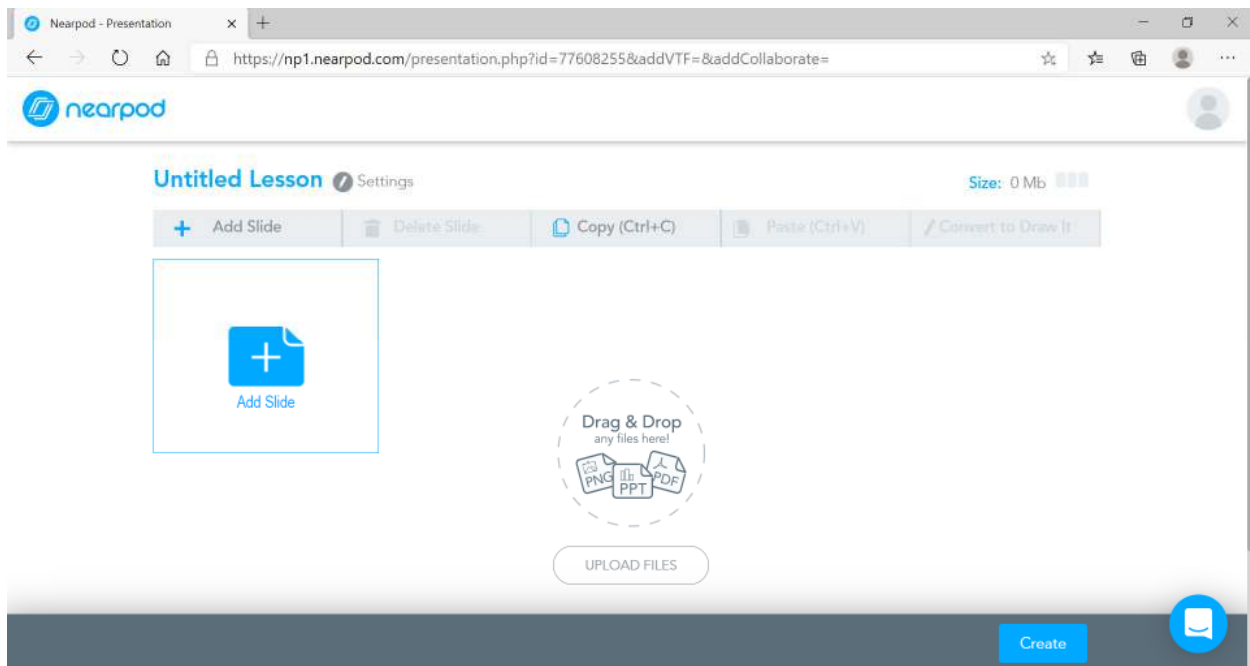 Nearpod - Presentation
https://np1.nearpod.com/presentation.php?id=77608255&addVTF=&addCollaborate=
nearpod
Untitled Lesson Settings Size: 0 Mb
Add Slide Delete Slide Copy (Ctrl+C) Paste (Ctrl+V) Convert to Draw It
Add Slide
Drag & Drop
any files here!
PNG PPT PDF
UPLOAD FILES
Create